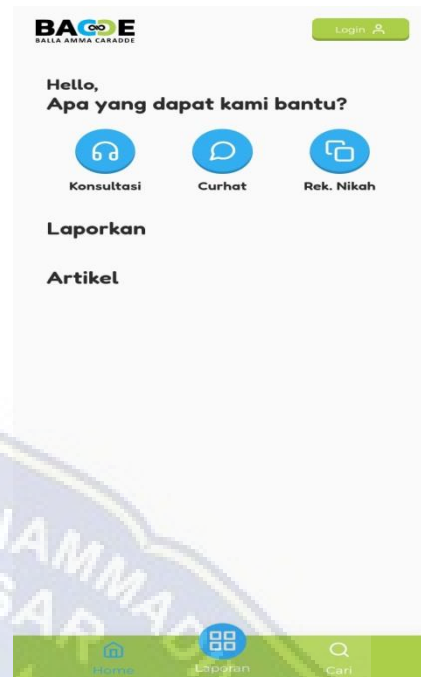 BACDE
BALLA AMMA CARADDE
Login
Hello,
Apa yang dapat kami bantu?
Konsultasi
Curhat
Rek. Nikah
Laporkan
Artikel
Home
Laporan
Cari